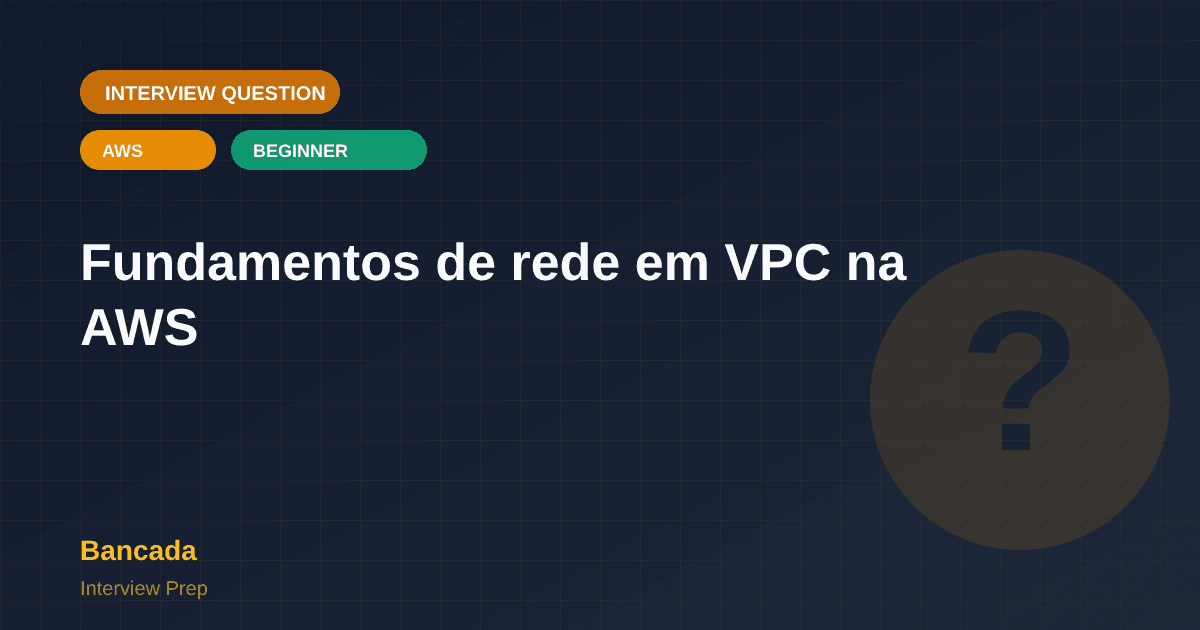 INTERVIEW QUESTION
AWS
BEGINNER
Fundamentos de rede em VPC na
AWS
?
Bancada
Interview Prep